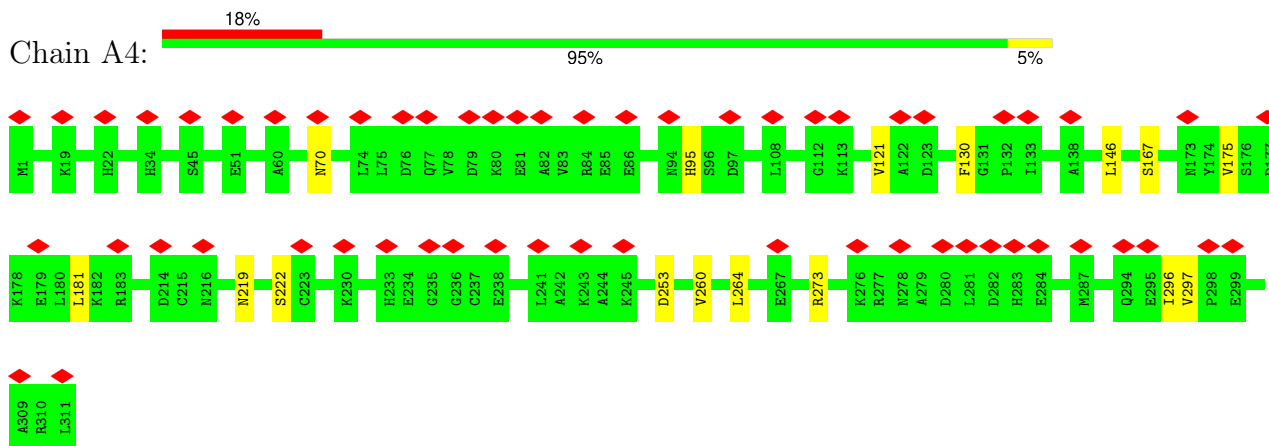 18%
Chain A4:
95% 5%
M1 K19 H22 H34 S45 E51 A60 N70 L74 L75 D76 Q77 V78 D79 K80 E81 A82 V83 R84 E85 E86 N94 H95 S96 D97 L108 G112 K113 V121 A122 D123 F130 G131 P132 I133 A138 L146 S167 N173 Y174 V175 S176
K178 E179 L180 L181 K182 R183 D214 C215 N216 N219 S222 C223 K230 H233 E234 G235 G236 C237 E238 L241 A242 K243 A244 K245 D253 V260 L264 E267 R273 K276 R277 N278 A279 D280 L281 D282 H283 E284 M287 Q294 E295 I296 V297 P298 E299
A309 R310 L311